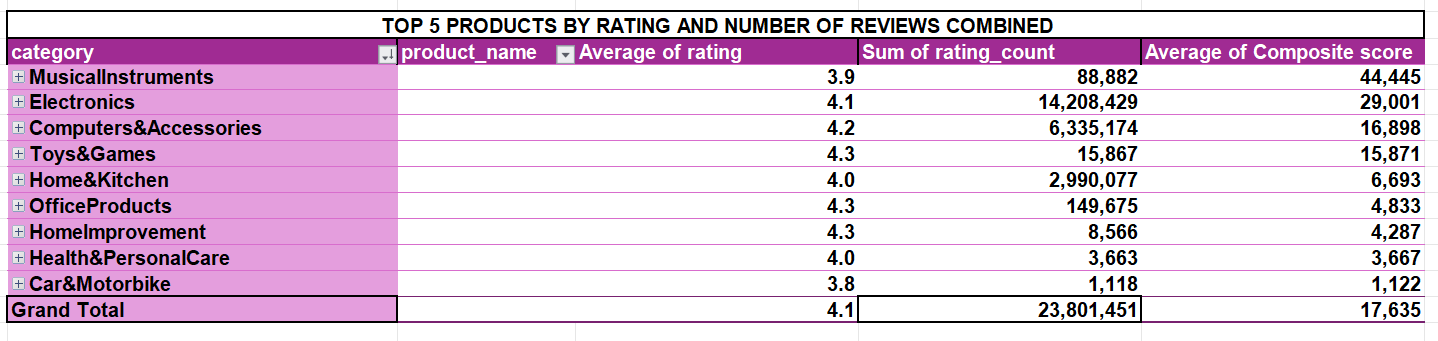 TOP 5 PRODUCTS BY RATING AND NUMBER OF REVIEWS COMBINED
category product_name Average of rating Sum of rating_count Average of Composite score
MusicalInstruments 3.9 88,882 44,445
Electronics 4.1 14,208,429 29,001
Computers&Accessories 4.2 6,335,174 16,898
Toys&Games 4.3 15,867 15,871
Home&Kitchen 4.0 2,990,077 6,693
OfficeProducts 4.3 149,675 4,833
HomeImprovement 4.3 8,566 4,287
Health&PersonalCare 4.0 3,663 3,667
Car&Motorbike 3.8 1,118 1,122
Grand Total 4.1 23,801,451 17,635